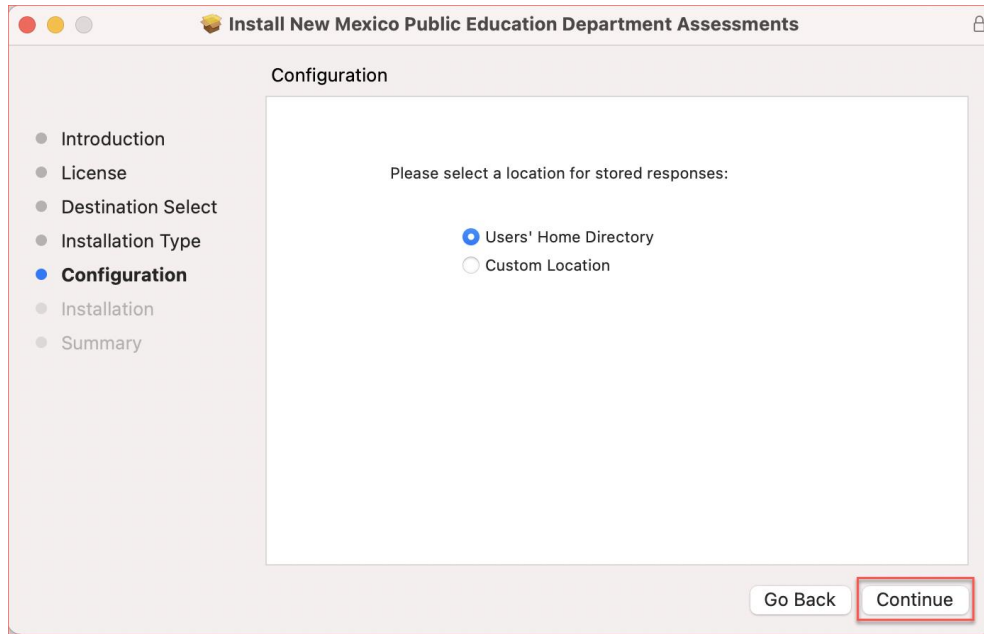 Install New Mexico Public Education Department Assessments
Configuration
Introduction
License
Destination Select
Installation Type
Configuration
Installation
Summary
Please select a location for stored responses:
Users' Home Directory
Custom Location
Go Back
Continue